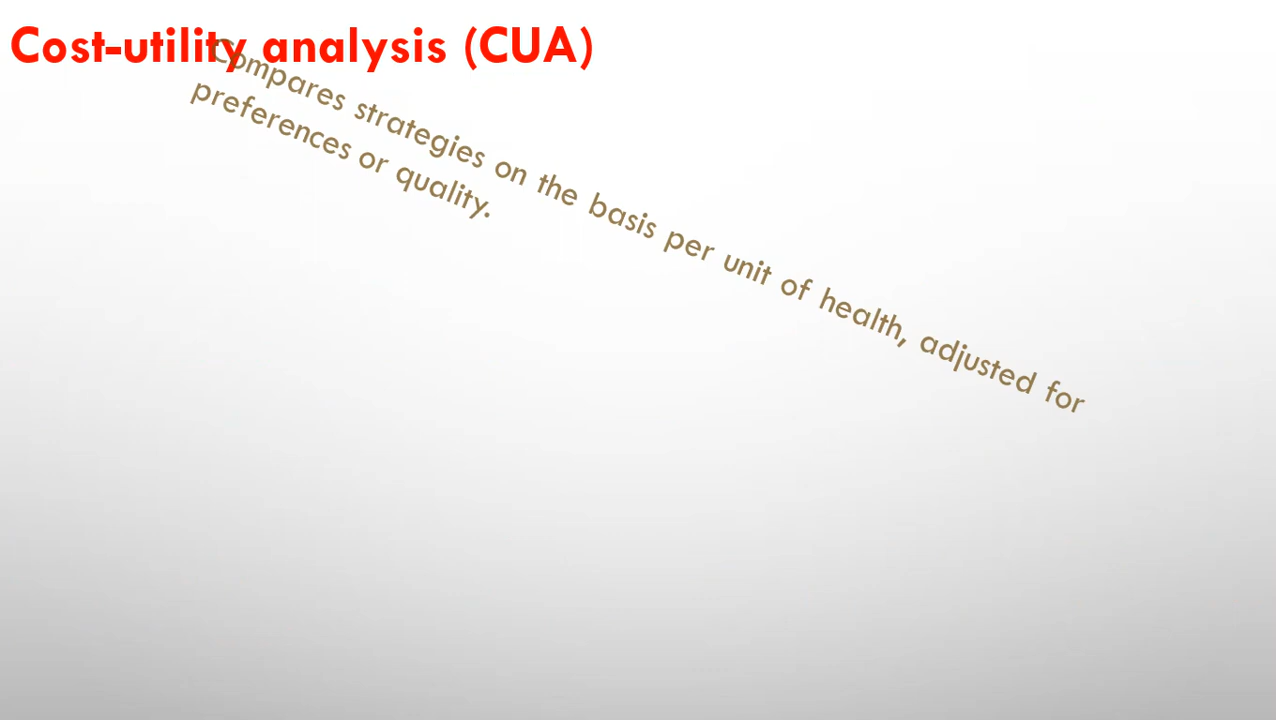 Cost-utility analysis (CUA)
Compares strategies on the basis per unit of health, adjusted for
preferences or quality.